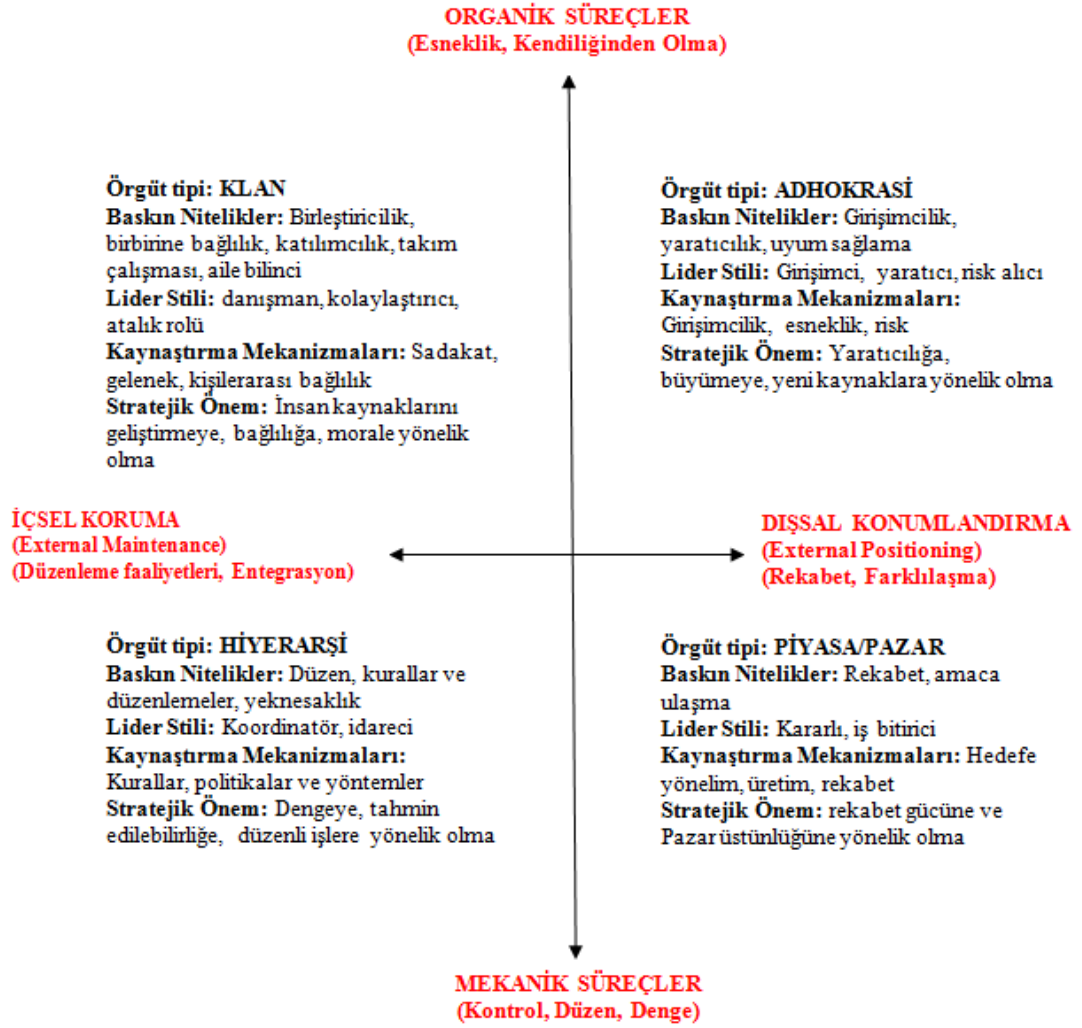 ORGANİK SÜREÇLER
(Esneklik, Kendiliğinden Olma)
Örgüt tipi: KLAN
Baskın Nitelikler: Birleştiricilik,
birbirine bağlılık, katılımcılık, takım
çalışması, aile bilinci
Lider Stili: danışman, kolaylaştırıcı,
atalık rolü
Kaynaştırma Mekanizmaları: Sadakat,
gelenek, kişilerarası bağlılık
Stratejik Önem: İnsan kaynaklarını
geliştirmeye, bağlılığa, morale yönelik
olma
Örgüt tipi: ADHOKRASİ
Baskın Nitelikler: Girişimcilik,
yaratıcılık, uyum sağlama
Lider Stili: Girişimci, yaratıcı, risk alıcı
Kaynaştırma Mekanizmaları:
Girişimcilik, esneklik, risk
Stratejik Önem: Yaratıcılığa,
büyümeye, yeni kaynaklara yönelik olma
İÇSEL KORUMA
(External Maintenance)
(Düzenleme faaliyetleri, Entegrasyon)
DIŞSAL KONUMLANDIRMA
(External Positioning)
(Rekabet, Farklılaşma)
Örgüt tipi: HİYERARŞİ
Baskın Nitelikler: Düzen, kurallar ve
düzenlemeler, yeknesaklık
Lider Stili: Koordinatör, idareci
Kaynaştırma Mekanizmaları:
Kurallar, politikalar ve yöntemler
Stratejik Önem: Dengeye, tahmin
edilebilirliğe, düzenli işlere yönelik olma
Örgüt tipi: PİYASA/PAZAR
Baskın Nitelikler: Rekabet, amaca
ulaşma
Lider Stili: Kararlı, iş bitirici
Kaynaştırma Mekanizmaları: Hedefe
yönelim, üretim, rekabet
Stratejik Önem: rekabet gücüne ve
Pazar üstünlüğüne yönelik olma
MEKANİK SÜREÇLER
(Kontrol, Düzen, Denge)